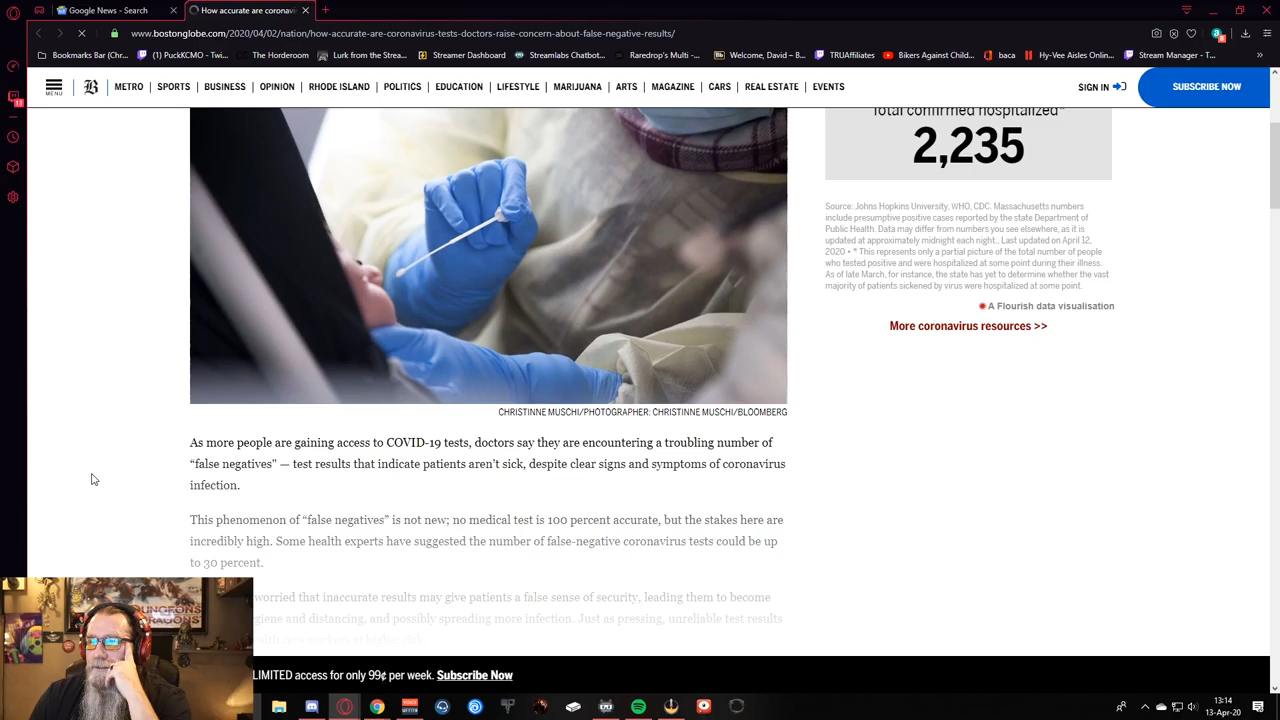 Google News - Search
How accurate are coronavi
www.bostonglobe.com/2020/04/02/nation/how-accurate-are-coronavirus-tests-doctors-raise-concern-about-false-negative-results/
Bookmarks Bar (Chr...
(1) PuckKCMO - Twi...
The Horderoom
Lurk from the Strea...
Streamer Dashboard
Streamlabs Chatbot...
Raredrop's Multi -...
Welcome, David – B...
TRUAffiliates
Bikers Against Child...
baca
Hy-Vee Aisles Onlin...
Stream Manager - T...
MENU
B
METRO | SPORTS | BUSINESS | OPINION | RHODE ISLAND | POLITICS | EDUCATION | LIFESTYLE | MARIJUANA | ARTS | MAGAZINE | CARS | REAL ESTATE | EVENTS
SIGN IN
SUBSCRIBE NOW
Total confirmed hospitalized*
2,235
Source: Johns Hopkins University, WHO, CDC. Massachusetts numbers
include presumptive positive cases reported by the state Department of
Public Health. Data may differ from numbers you see elsewhere, as it is
updated at approximately midnight each night.. Last updated on April 12,
2020 • * This represents only a partial picture of the total number of people
who tested positive and were hospitalized at some point during their illness.
As of late March, for instance, the state has yet to determine whether the vast
majority of patients sickened by virus were hospitalized at some point.
A Flourish data visualisation
More coronavirus resources >>
CHRISTINNE MUSCHI/PHOTOGRAPHER: CHRISTINNE MUSCHI/BLOOMBERG
As more people are gaining access to COVID-19 tests, doctors say they are encountering a troubling number of
“false negatives” — test results that indicate patients aren’t sick, despite clear signs and symptoms of coronavirus
infection.
This phenomenon of “false negatives” is not new; no medical test is 100 percent accurate, but the stakes here are
incredibly high. Some health experts have suggested the number of false-negative coronavirus tests could be up
to 30 percent.
worried that inaccurate results may give patients a false sense of security, leading them to become
giene and distancing, and possibly spreading more infection. Just as pressing, unreliable test results
alth care workers at higher risk.
DUNGEONS
DRAGONS
LIMITED access for only 99¢ per week. Subscribe Now
13:14
13-Apr-20